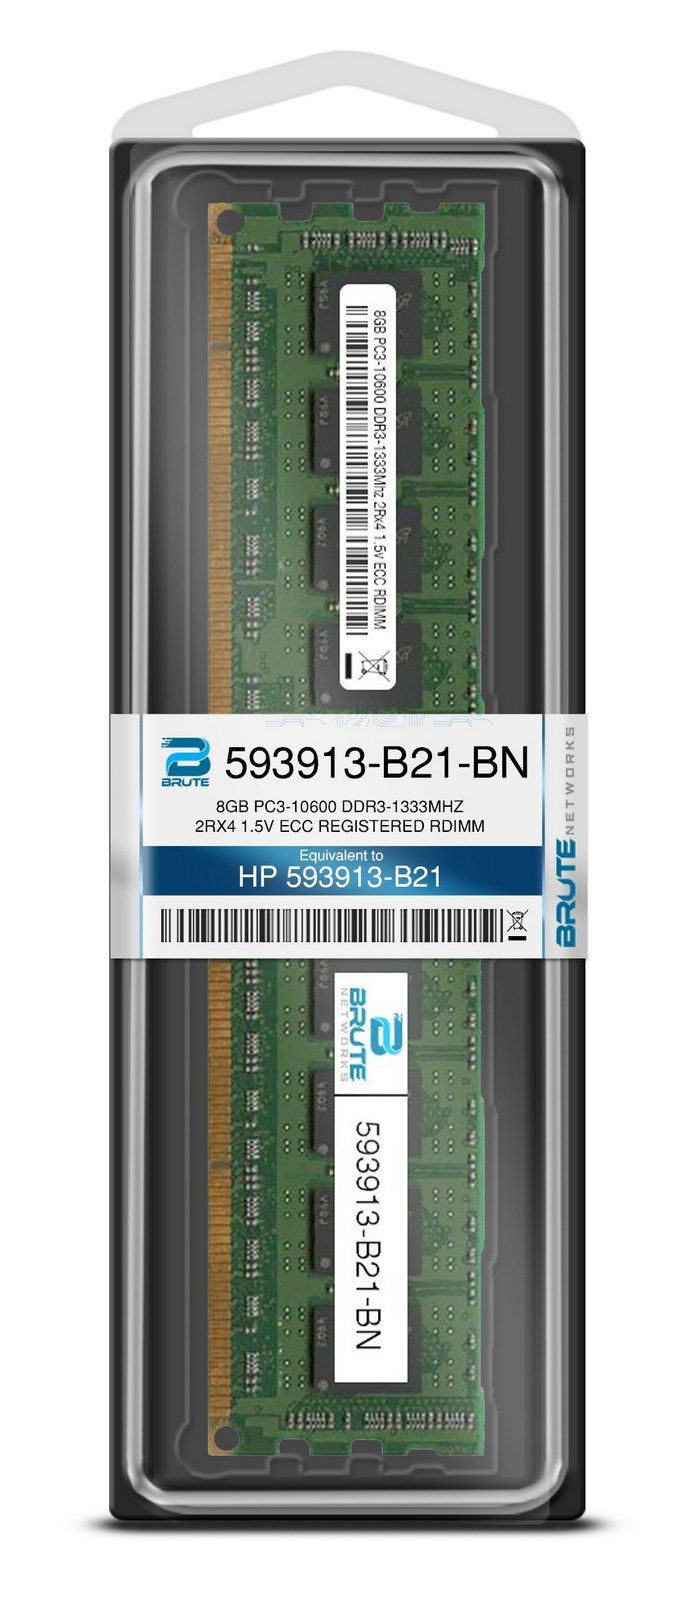 8GB PC3-10600 DDR3-1333Mhz 2Rx4 1.5v ECC RDIMM
BRUTE
593913-B21-BN
8GB PC3-10600 DDR3-1333MHZ
2RX4 1.5V ECC REGISTERED RDIMM
Equivalent to
HP 593913-B21
BRUTE NETWORKS
BRUTE
NETWORKS
593913-B21-BN